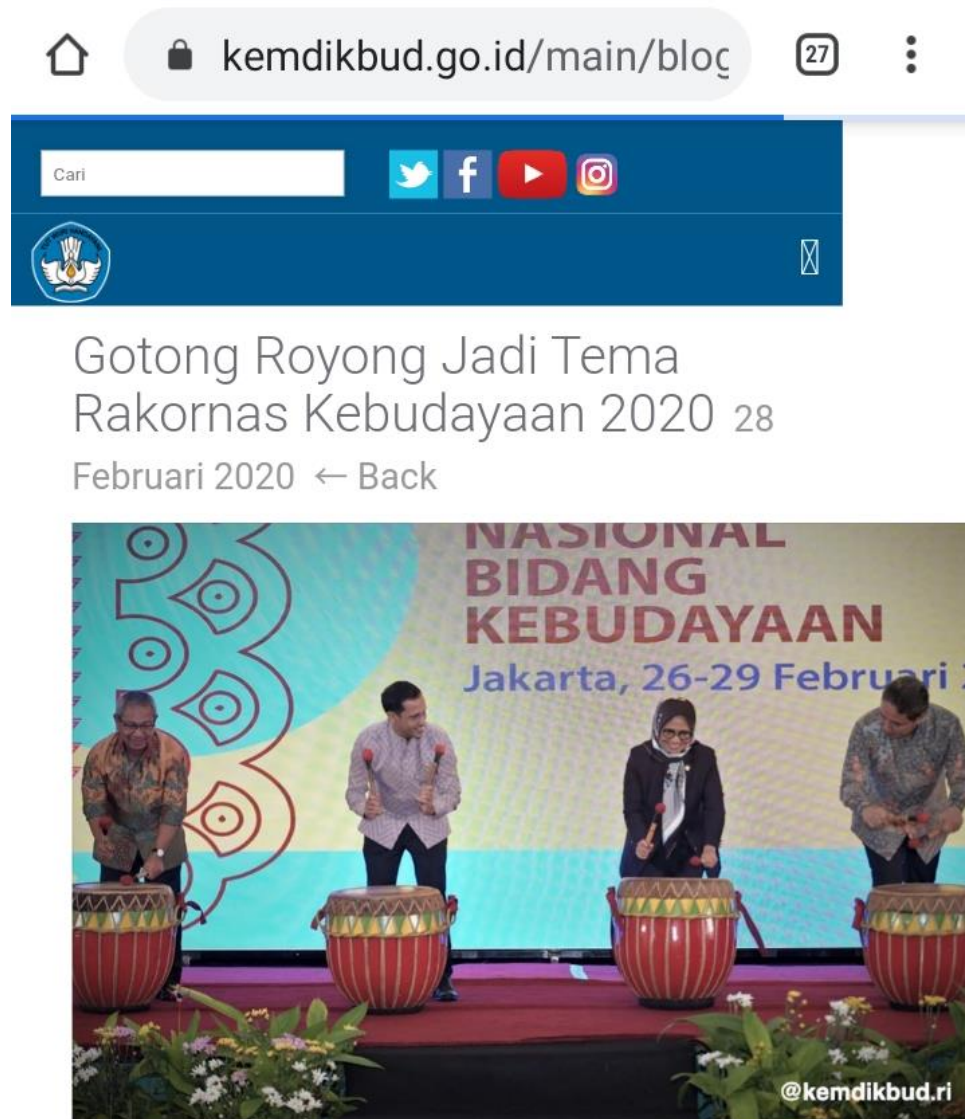 kemdikbud.go.id/main/blog
27
Cari
Gotong Royong Jadi Tema
Rakornas Kebudayaan 2020 28
Februari 2020 ← Back
NASIONAL
BIDANG
KEBUDAYAAN
Jakarta, 26-29 Februari
@kemdikbud.ri